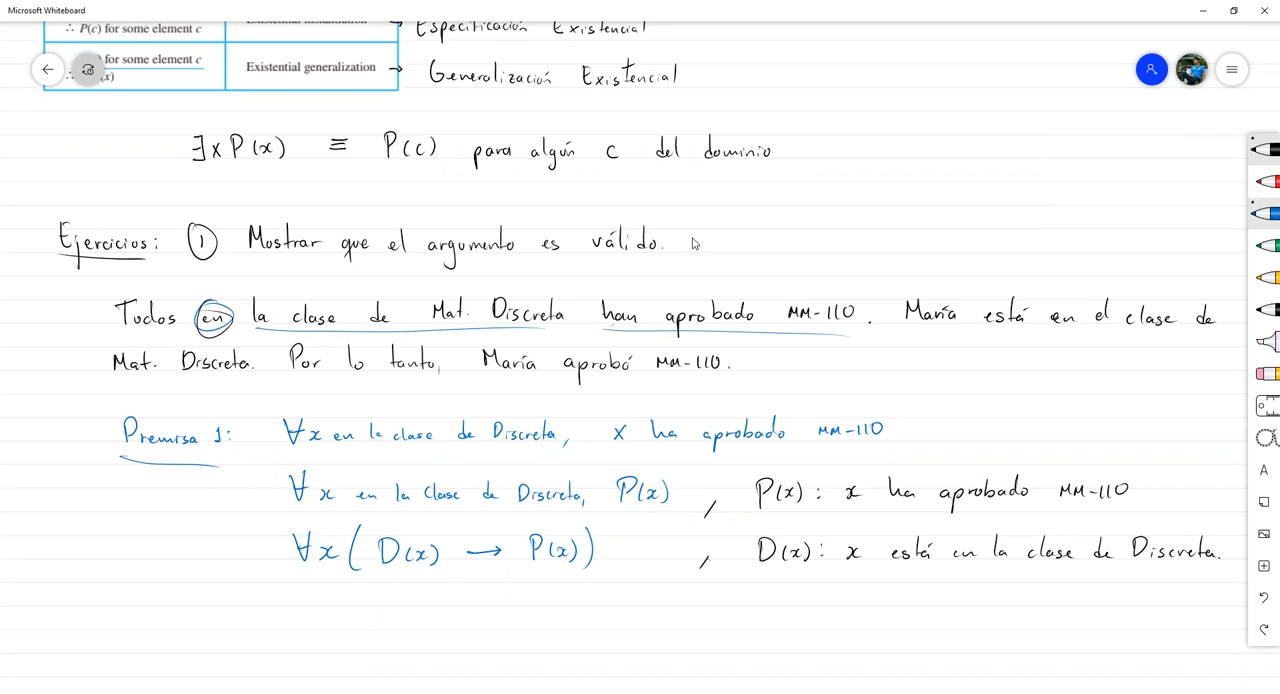 Microsoft Whiteboard
∴ P(c) for some element c
Especificación Existencial
for some element c
Existential generalization → Generalización Existencial
∃x P(x) ≡ P(c) para algún c del dominio
Ejercicios: ① Mostrar que el argumento es válido.
Todos en la clase de Mat. Discreta han aprobado MM-110. María está en el clase de
Mat. Discreta. Por lo tanto, María aprobó MM-110.
Premisa 1: ∀x en la clase de Discreta, x ha aprobado MM-110
∀x en la clase de Discreta, P(x) , P(x): x ha aprobado MM-110
∀x(D(x) → P(x)) , D(x): x está en la clase de Discreta.